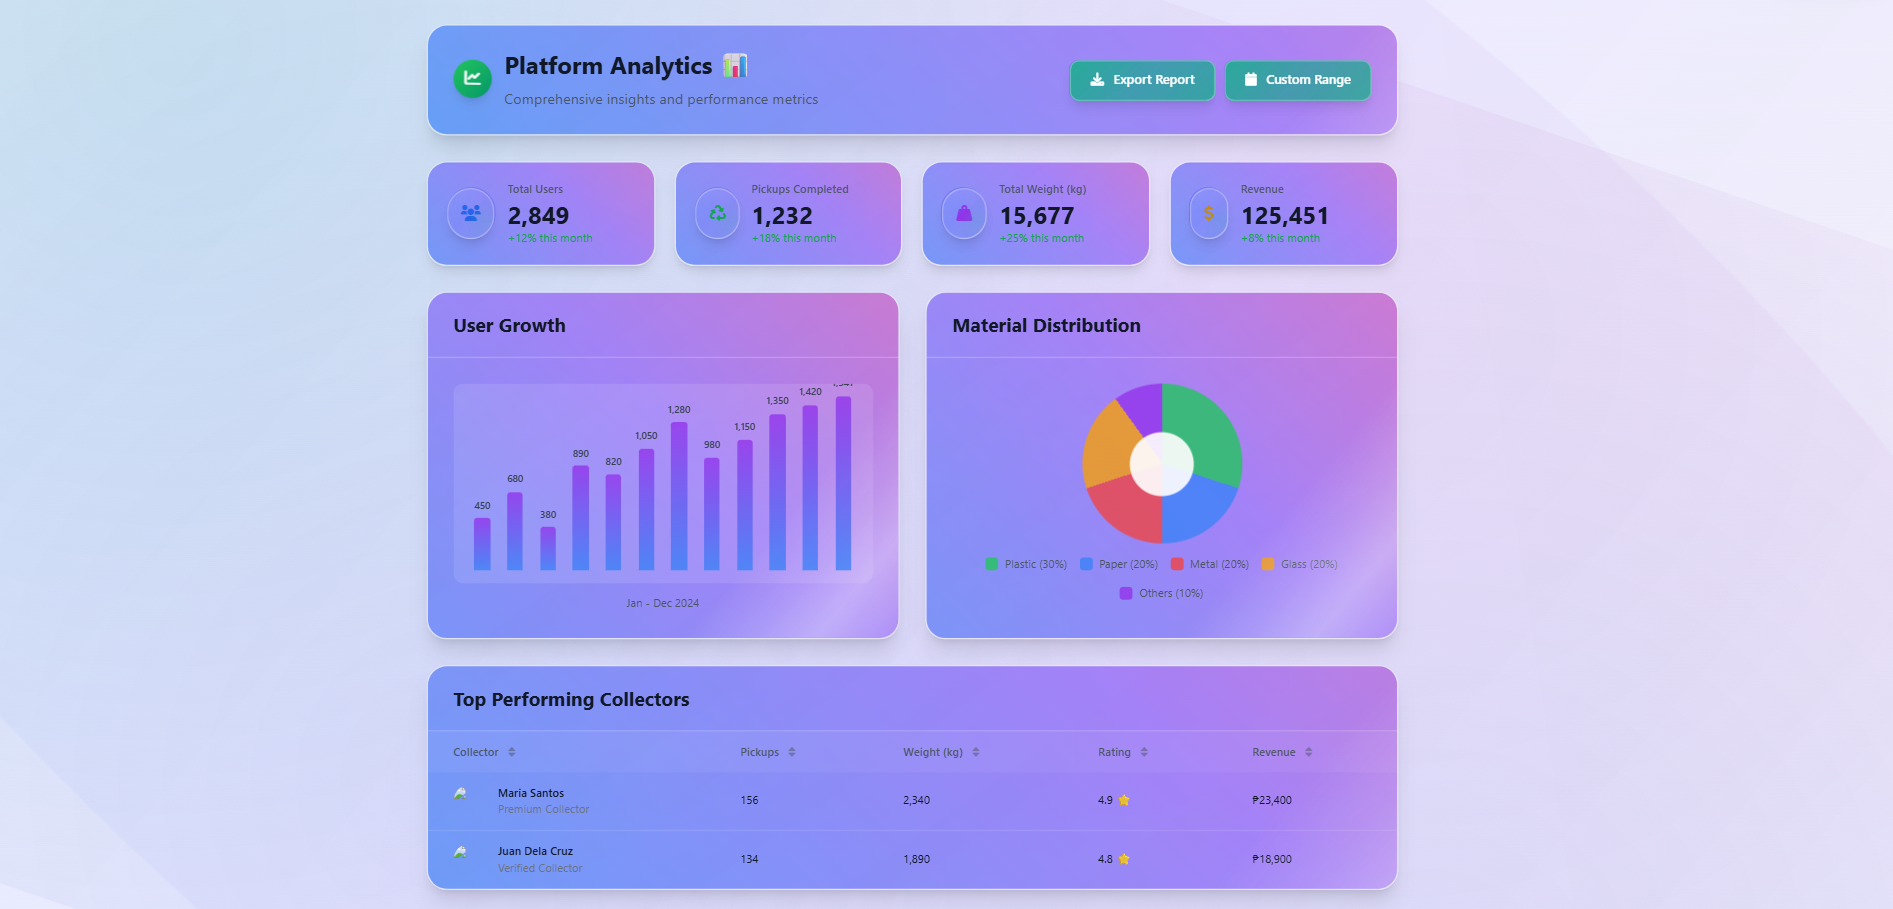 Platform Analytics 📊
Comprehensive insights and performance metrics
Export Report
Custom Range
Total Users
2,849
+12% this month
Pickups Completed
1,232
+18% this month
Total Weight (kg)
15,677
+25% this month
$
Revenue
125,451
+8% this month
User Growth
450
680
380
890
820
1,050
1,280
980
1,150
1,350
1,420
Jan - Dec 2024
Material Distribution
Plastic (30%) Paper (20%) Metal (20%) Glass (20%)
Others (10%)
Top Performing Collectors
Collector Pickups Weight (kg) Rating Revenue
Maria Santos
Premium Collector
156 2,340 4.9 ⭐ ₱23,400
Juan Dela Cruz
Verified Collector
134 1,890 4.8 ⭐ ₱18,900